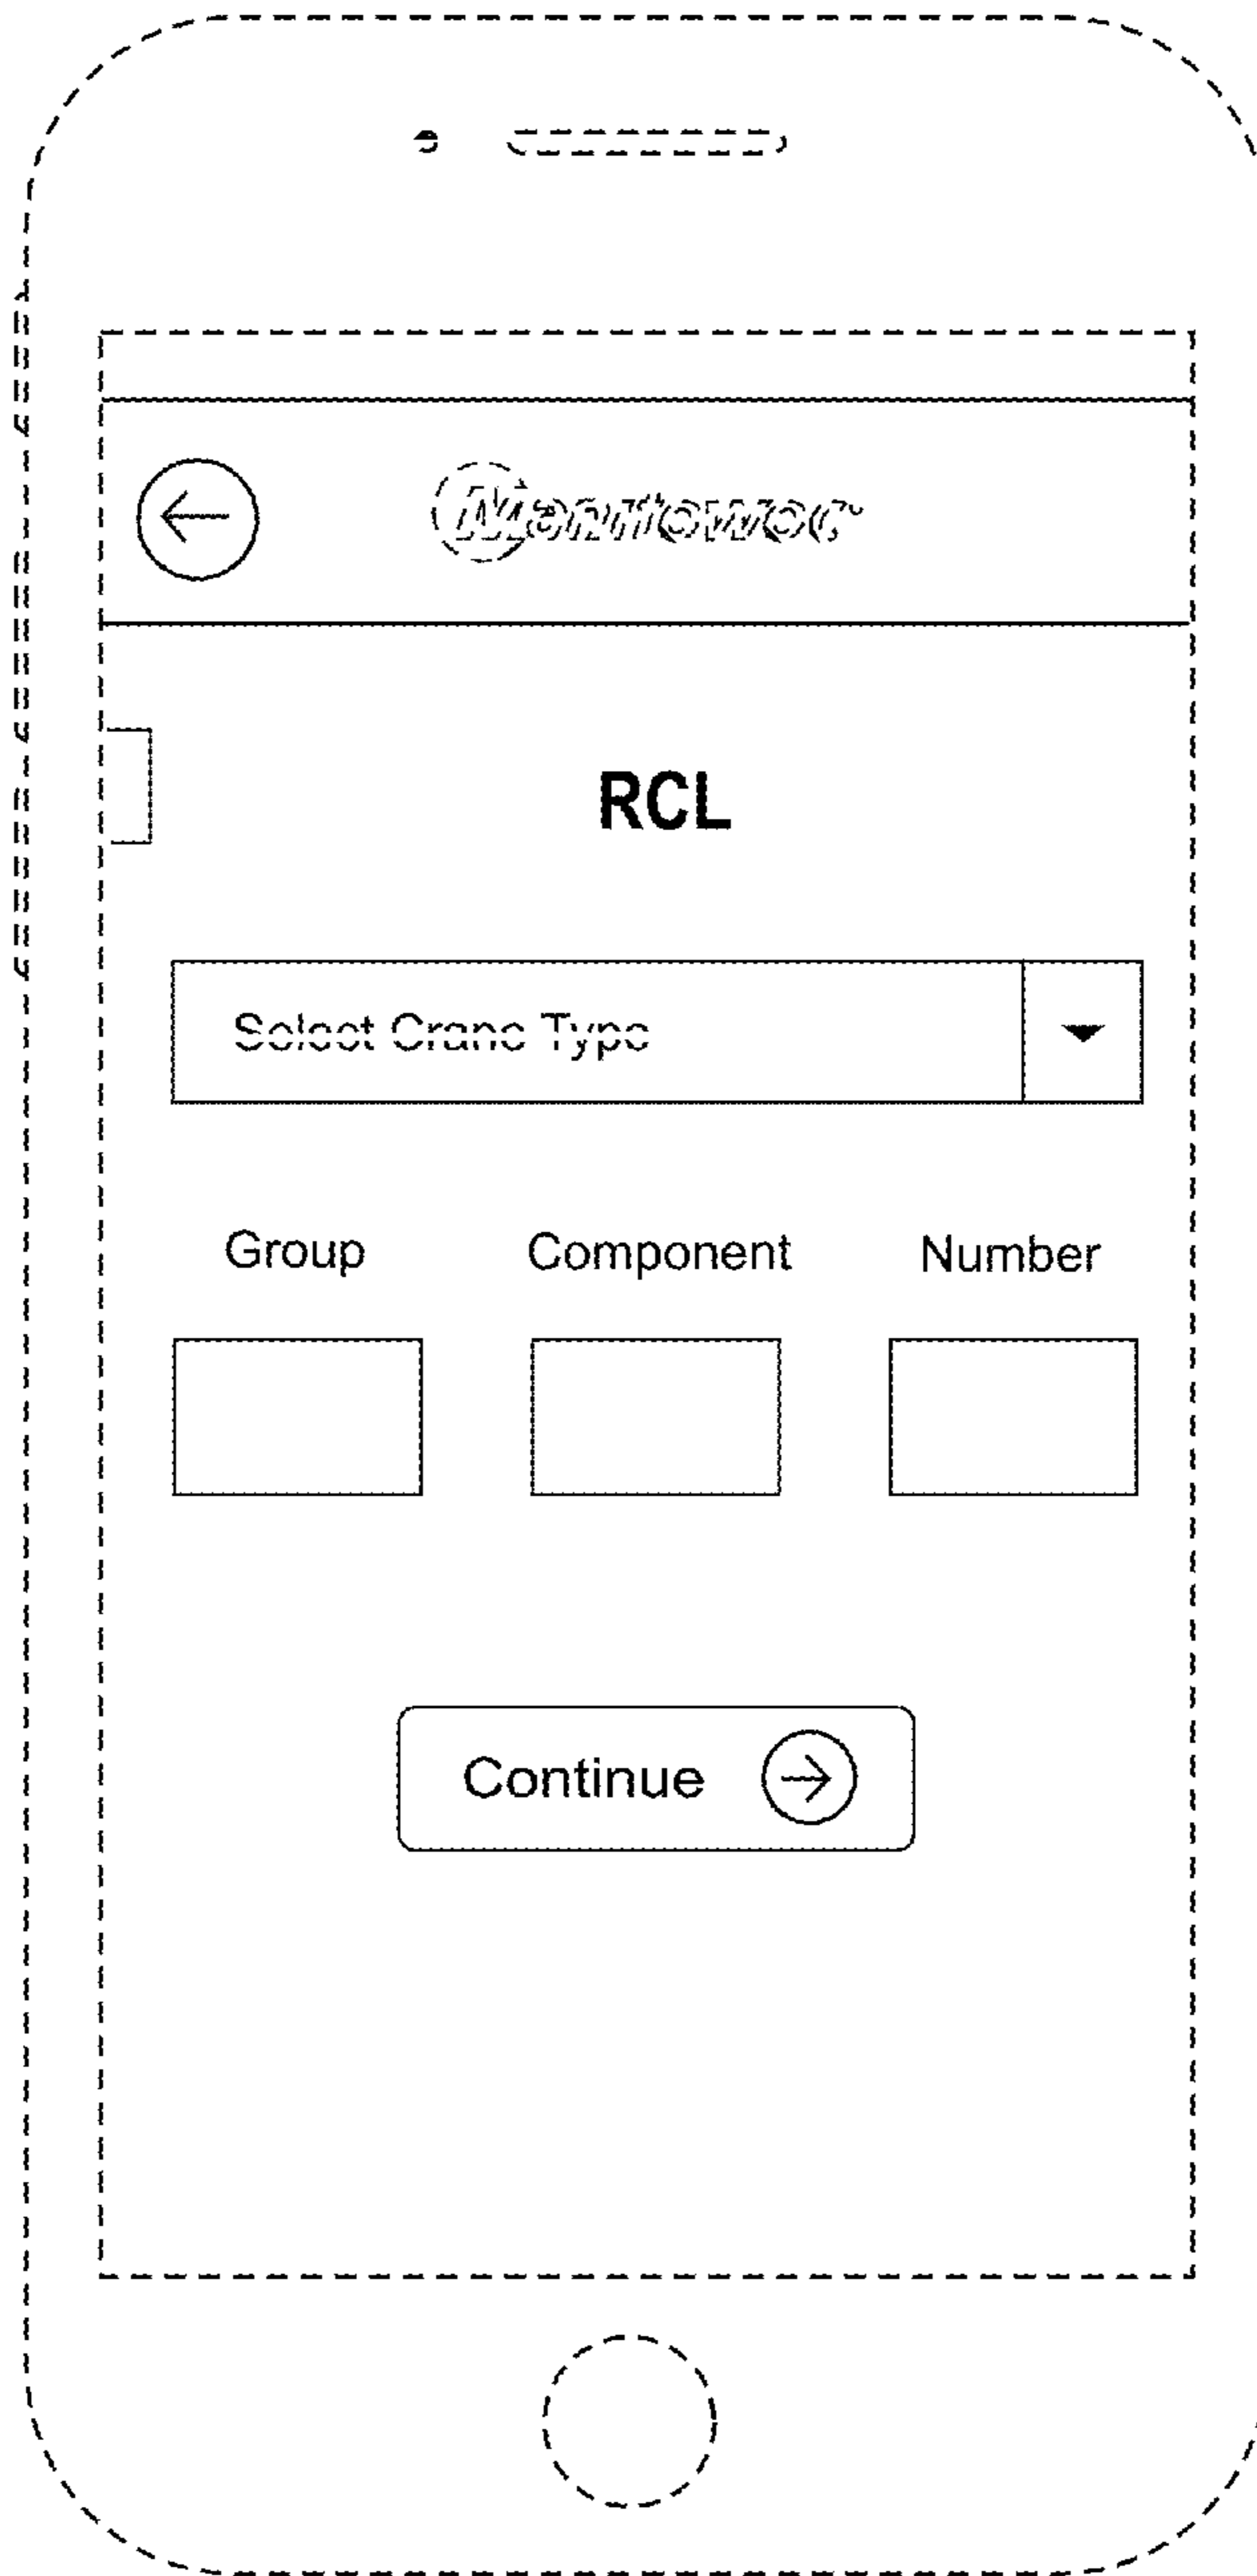 Manitowoc
RCL
Select Crane Type
Group Component Number
Continue